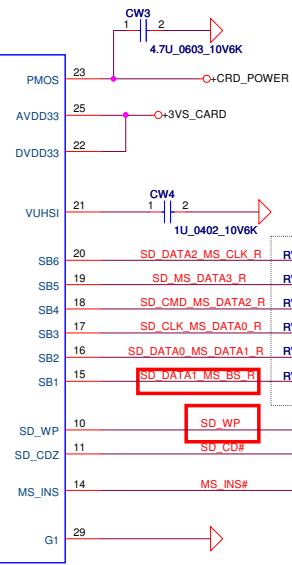 CW3
1 2
4.7U_0603_10V6K
PMOS 23 +CRD_POWER
AVDD33 25 +3VS_CARD
DVDD33 22
CW4
VUHSI 21 1 2
1U_0402_10V6K
SB6 20 SD_DATA2_MS_CLK_R
SB5 19 SD_MS_DATA3_R
SB4 18 SD_CMD_MS_DATA2_R
SB3 17 SD_CLK_MS_DATA0_R
SB2 16 SD_DATA0_MS_DATA1_R
SB1 15 SD_DATA1_MS_BS_R
SD_WP 10 SD_WP
SD_CDZ 11 SD_CD#
MS_INS 14 MS_INS#
G1 29